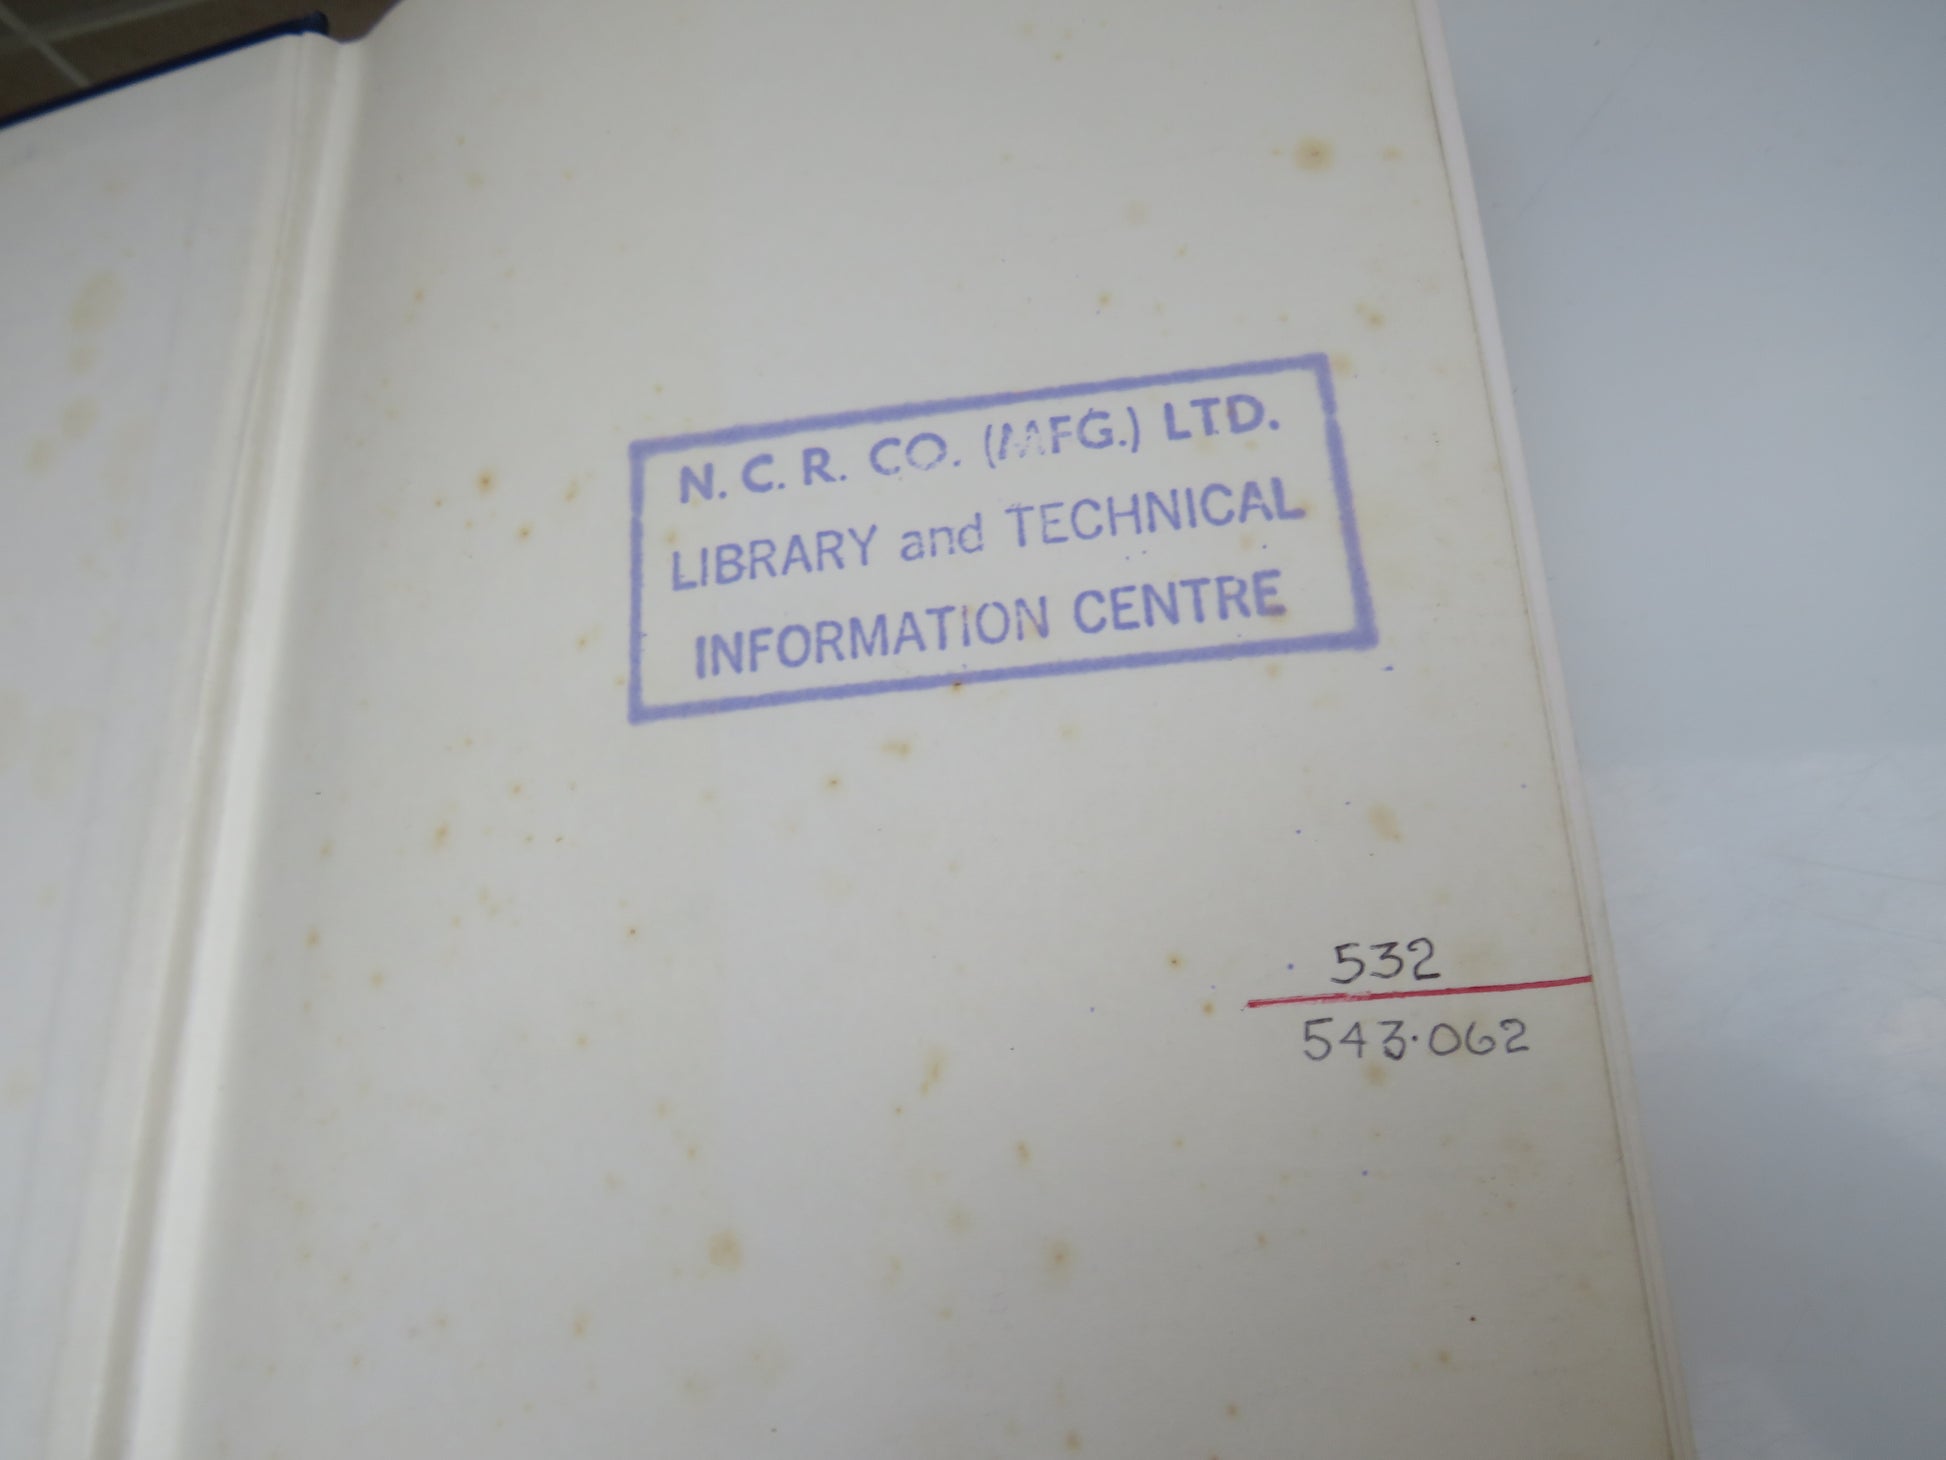 N. C. R. CO. (MFG.) LTD.
LIBRARY and TECHNICAL
INFORMATION CENTRE
532
543·062